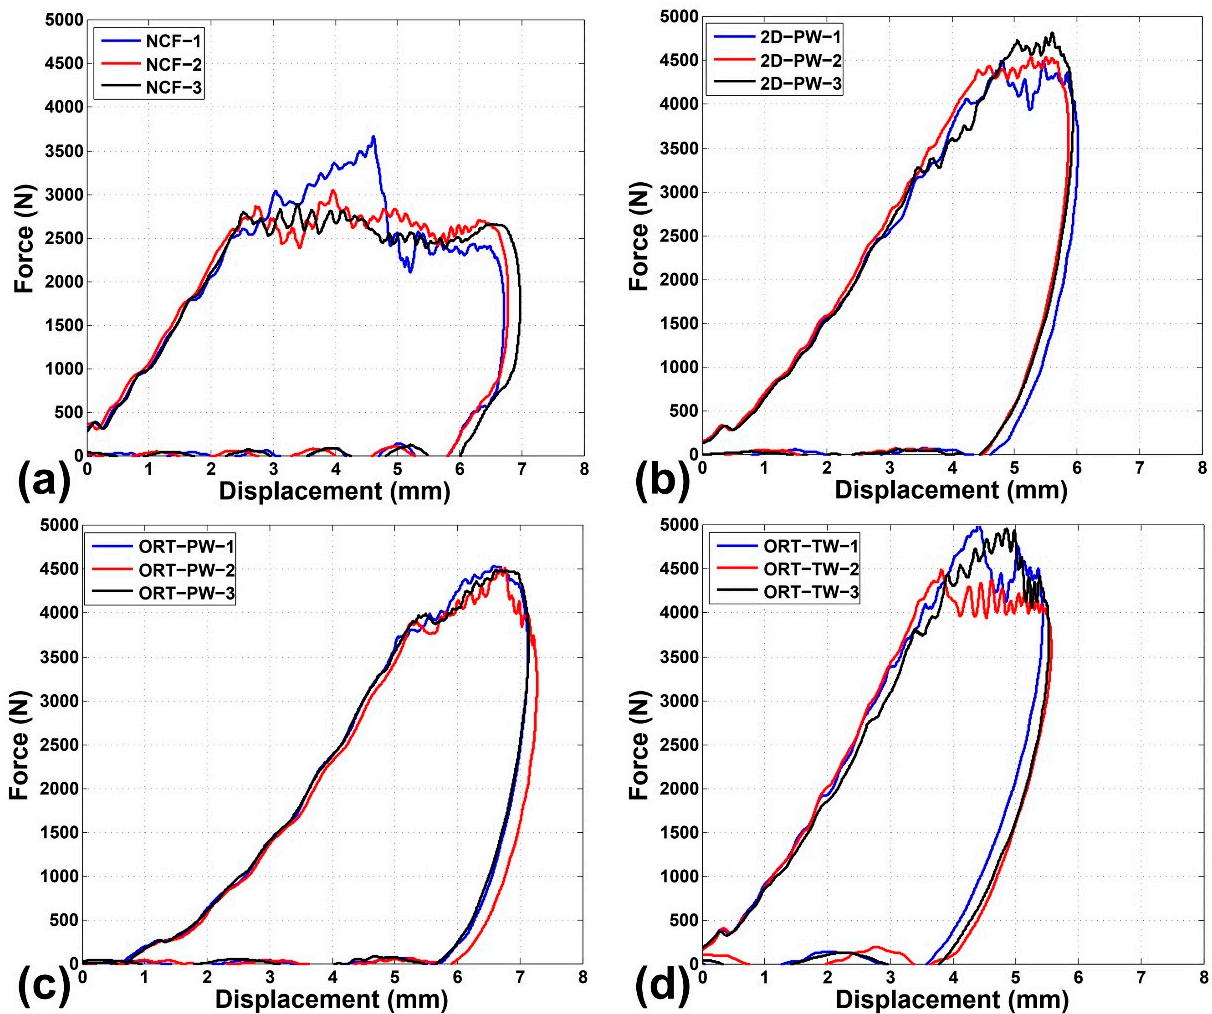 5000
4500
4000
3500
3000
2500
2000
1500
1000
500
0
Force (N)
NCF−1
NCF−2
NCF−3
0 1 2 3 4 5 6 7 8
Displacement (mm)
(a)
5000
4500
4000
3500
3000
2500
2000
1500
1000
500
0
Force (N)
2D−PW−1
2D−PW−2
2D−PW−3
0 1 2 3 4 5 6 7 8
Displacement (mm)
(b)
5000
4500
4000
3500
3000
2500
2000
1500
1000
500
0
Force (N)
ORT−PW−1
ORT−PW−2
ORT−PW−3
0 1 2 3 4 5 6 7 8
Displacement (mm)
(c)
5000
4500
4000
3500
3000
2500
2000
1500
1000
500
0
Force (N)
ORT−TW−1
ORT−TW−2
ORT−TW−3
0 1 2 3 4 5 6 7 8
Displacement (mm)
(d)